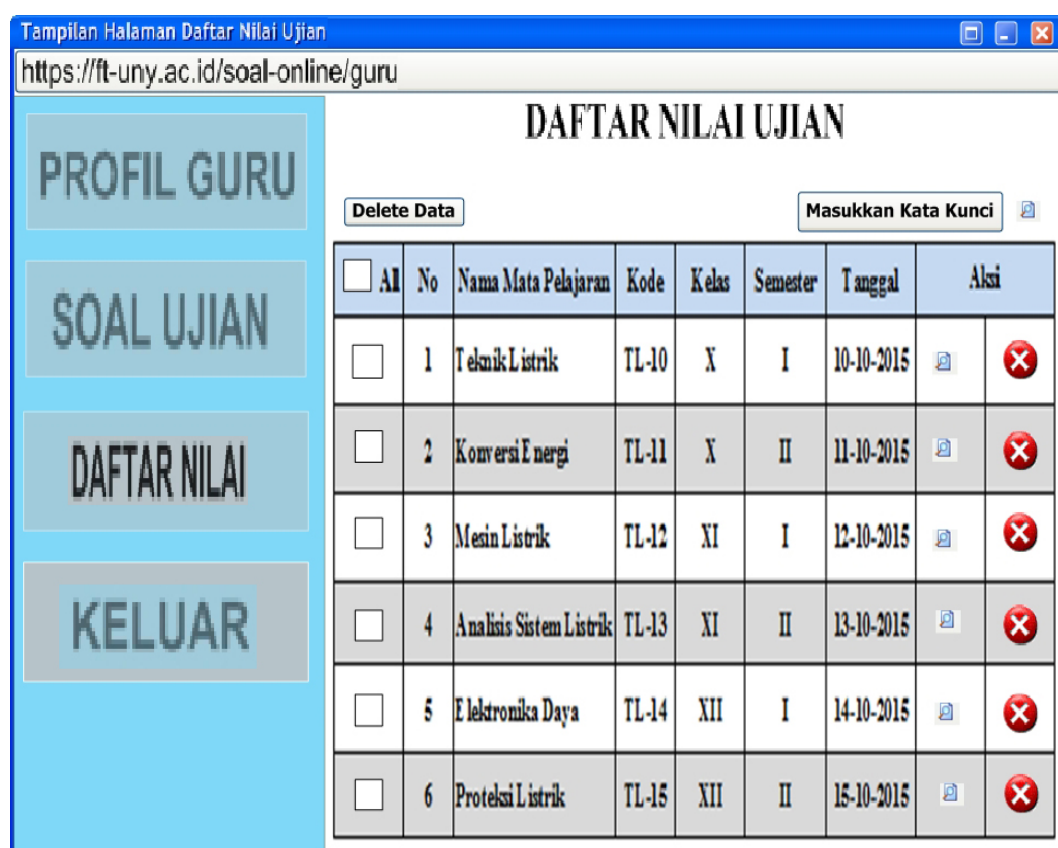 Tampilan Halaman Daftar Nilai Ujian
https://ft-uny.ac.id/soal-online/guru
PROFIL GURU
SOAL UJIAN
DAFTAR NILAI
KELUAR
DAFTAR NILAI UJIAN
Delete Data Masukkan Kata Kunci
All No Nama Mata Pelajaran Kode Kelas Semester Tanggal Aksi
1 Teknik Listrik TL-10 X I 10-10-2015
2 Konversi Energi TL-11 X II 11-10-2015
3 Mesin Listrik TL-12 XI I 12-10-2015
4 Analisis Sistem Listrik TL-13 XI II 13-10-2015
5 Elektronika Daya TL-14 XII I 14-10-2015
6 Proteksi Listrik TL-15 XII II 15-10-2015